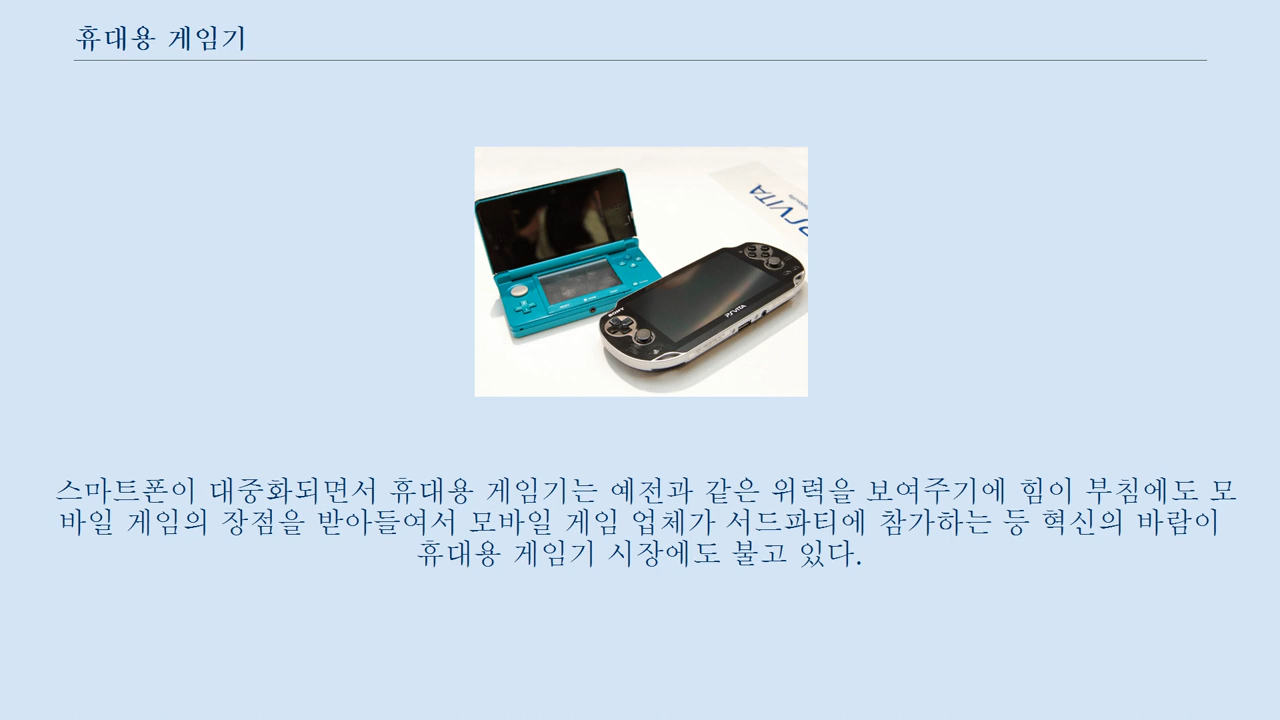 휴대용 게임기
PS VITA
SONY
PSVITA
스마트폰이 대중화되면서 휴대용 게임기는 예전과 같은 위력을 보여주기에 힘이 부침에도 모
바일 게임의 장점을 받아들여서 모바일 게임 업체가 서드파티에 참가하는 등 혁신의 바람이
휴대용 게임기 시장에도 불고 있다.